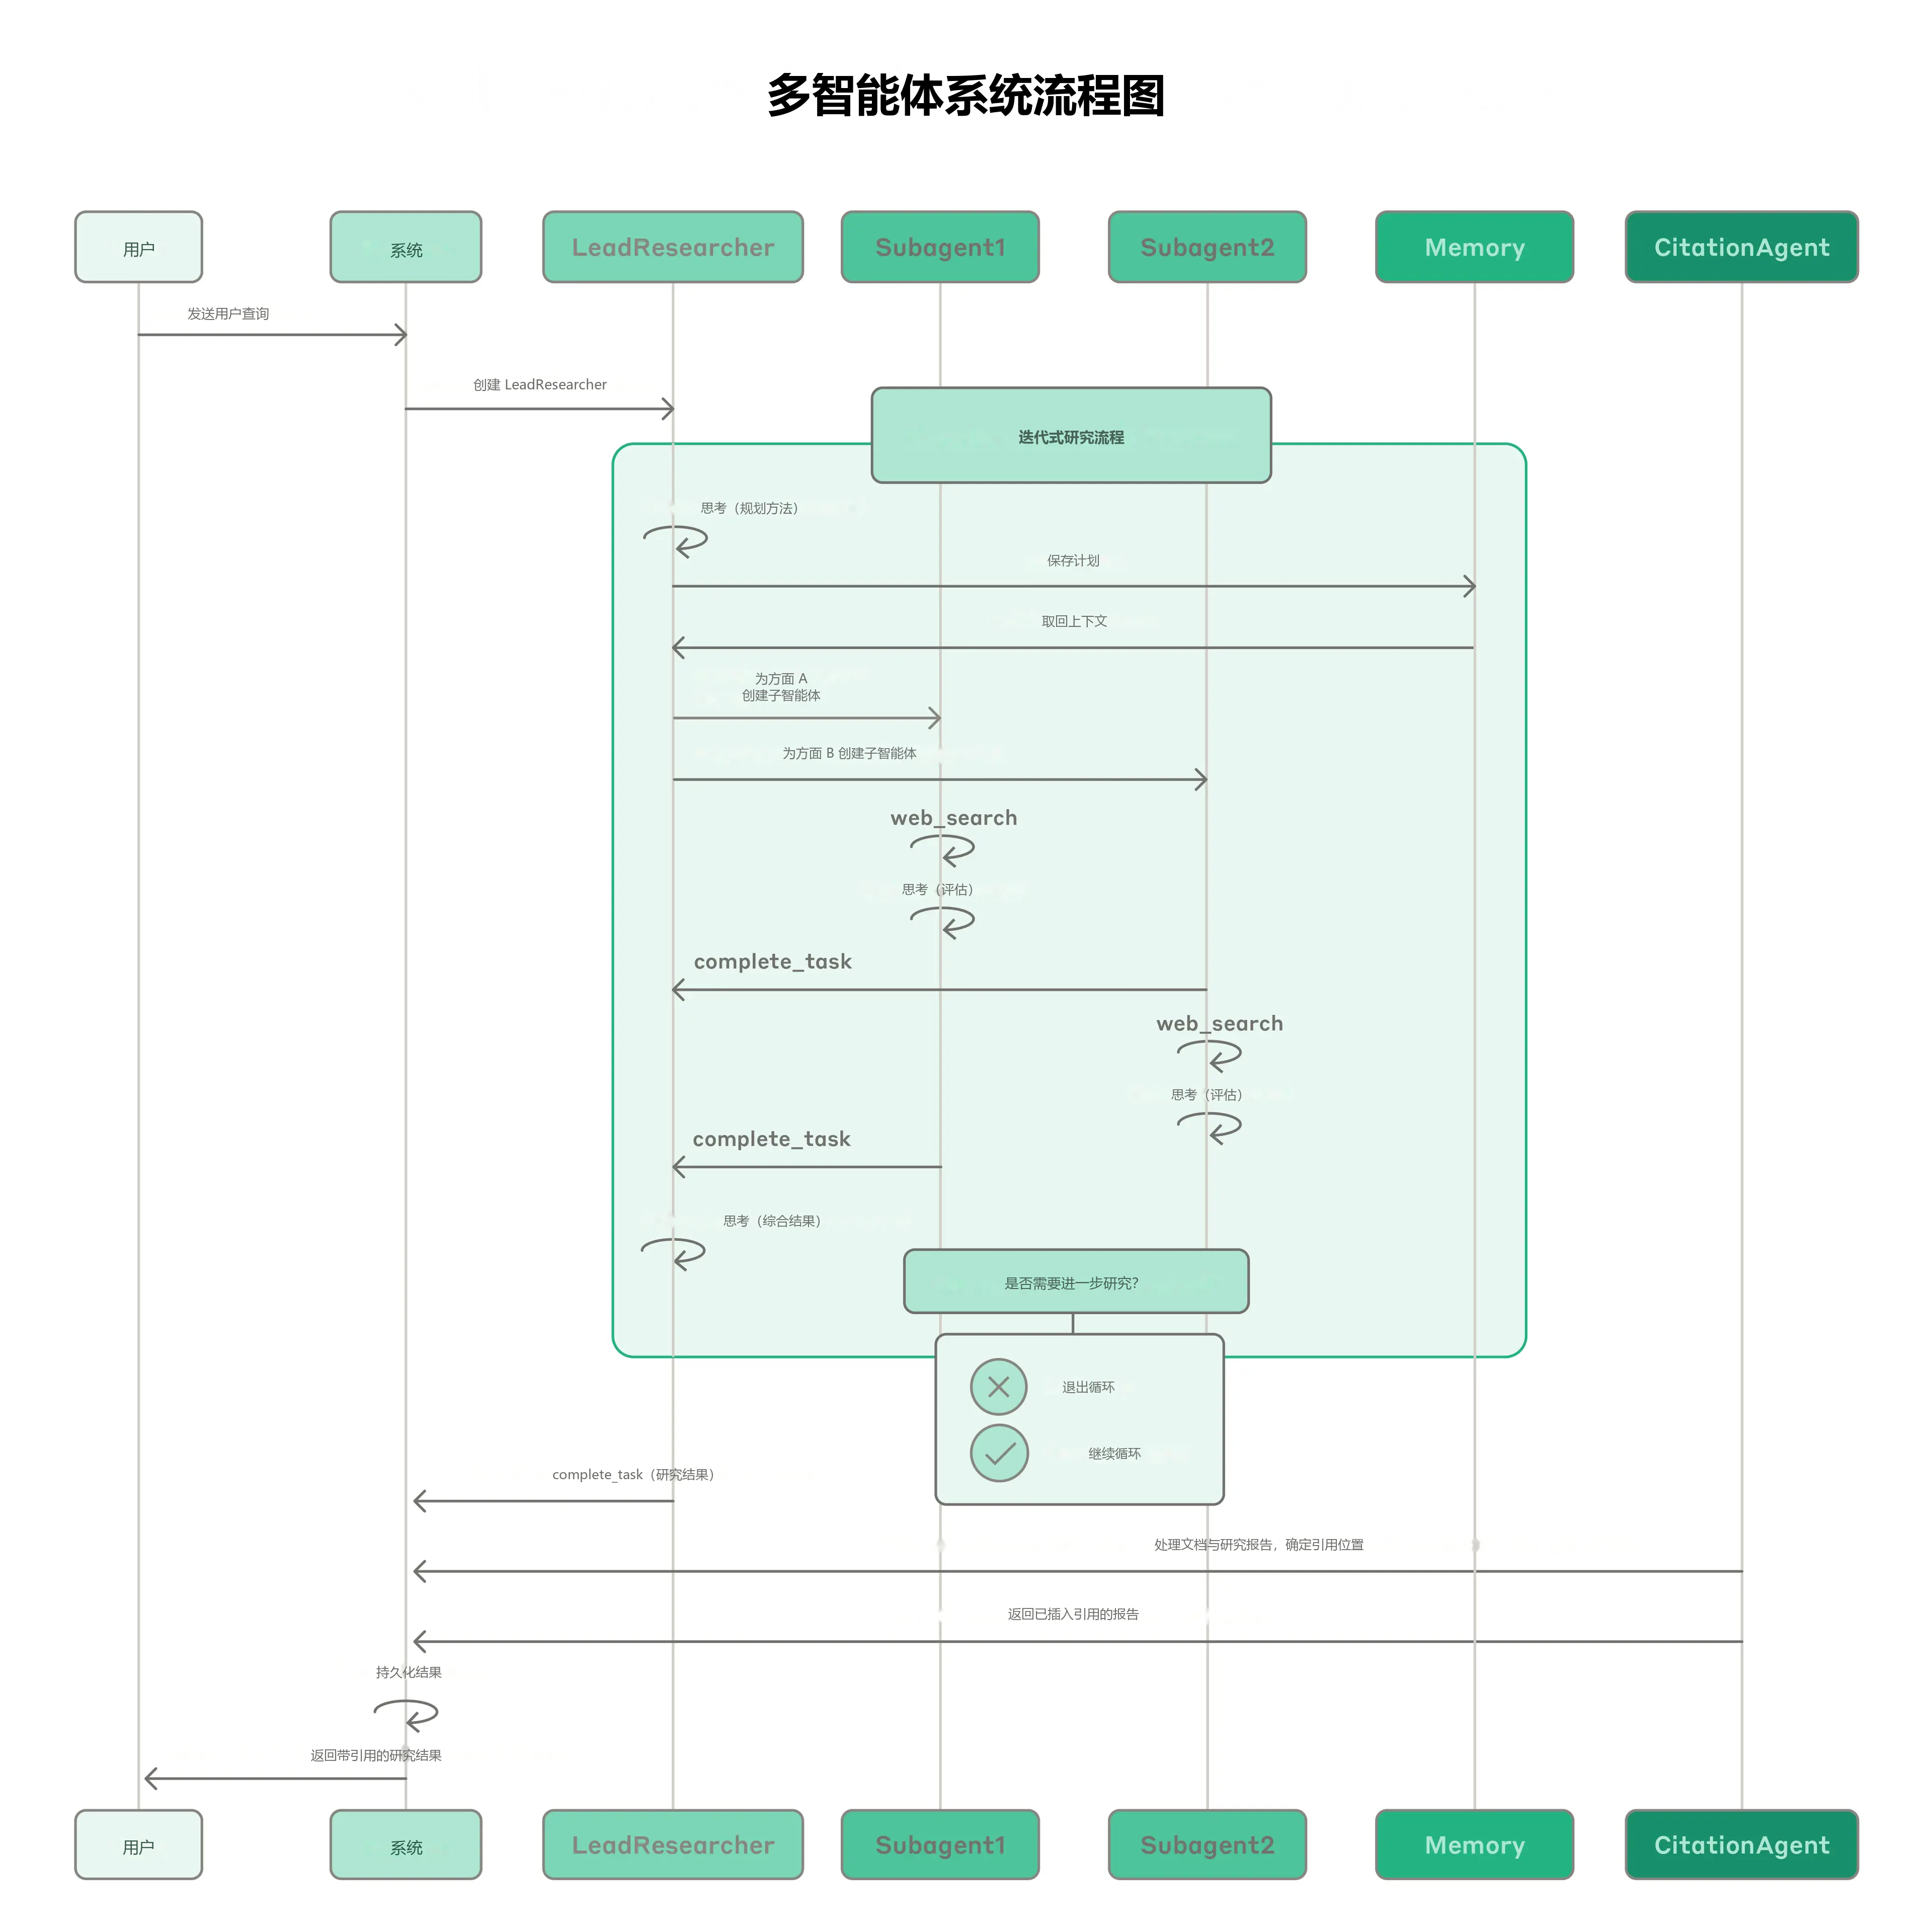 多智能体系统流程图
用户
系统
LeadResearcher
Subagent1
Subagent2
Memory
CitationAgent
发送用户查询
创建 LeadResearcher
迭代式研究流程
思考（规划方法）
保存计划
取回上下文
为方面 A
创建子智能体
为方面 B 创建子智能体
web_search
思考（评估）
complete_task
web_search
思考（评估）
complete_task
思考（综合结果）
是否需要进一步研究？
退出循环
继续循环
complete_task（研究结果）
处理文档与研究报告，确定引用位置
返回已插入引用的报告
持久化结果
返回带引用的研究结果
用户
系统
LeadResearcher
Subagent1
Subagent2
Memory
CitationAgent